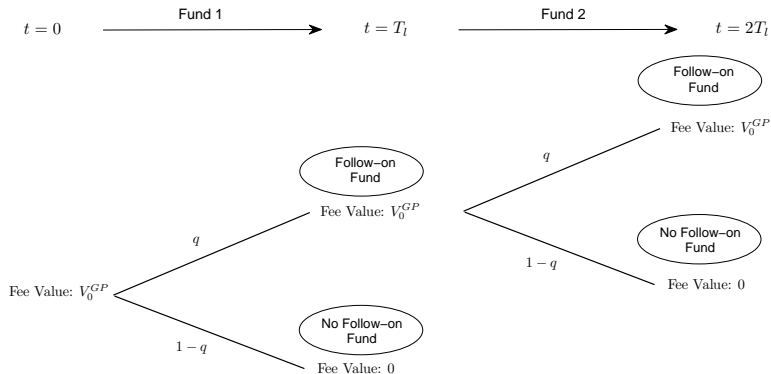 Fund 1
Fund 2
t = 0
t = T_l
t = 2T_l
Follow–on
Fund
Fee Value: V_0^{GP}
q
Follow–on
Fund
Fee Value: V_0^{GP}
q
No Follow–on
Fund
1 − q
Fee Value: 0
Fee Value: V_0^{GP}
No Follow–on
Fund
1 − q
Fee Value: 0